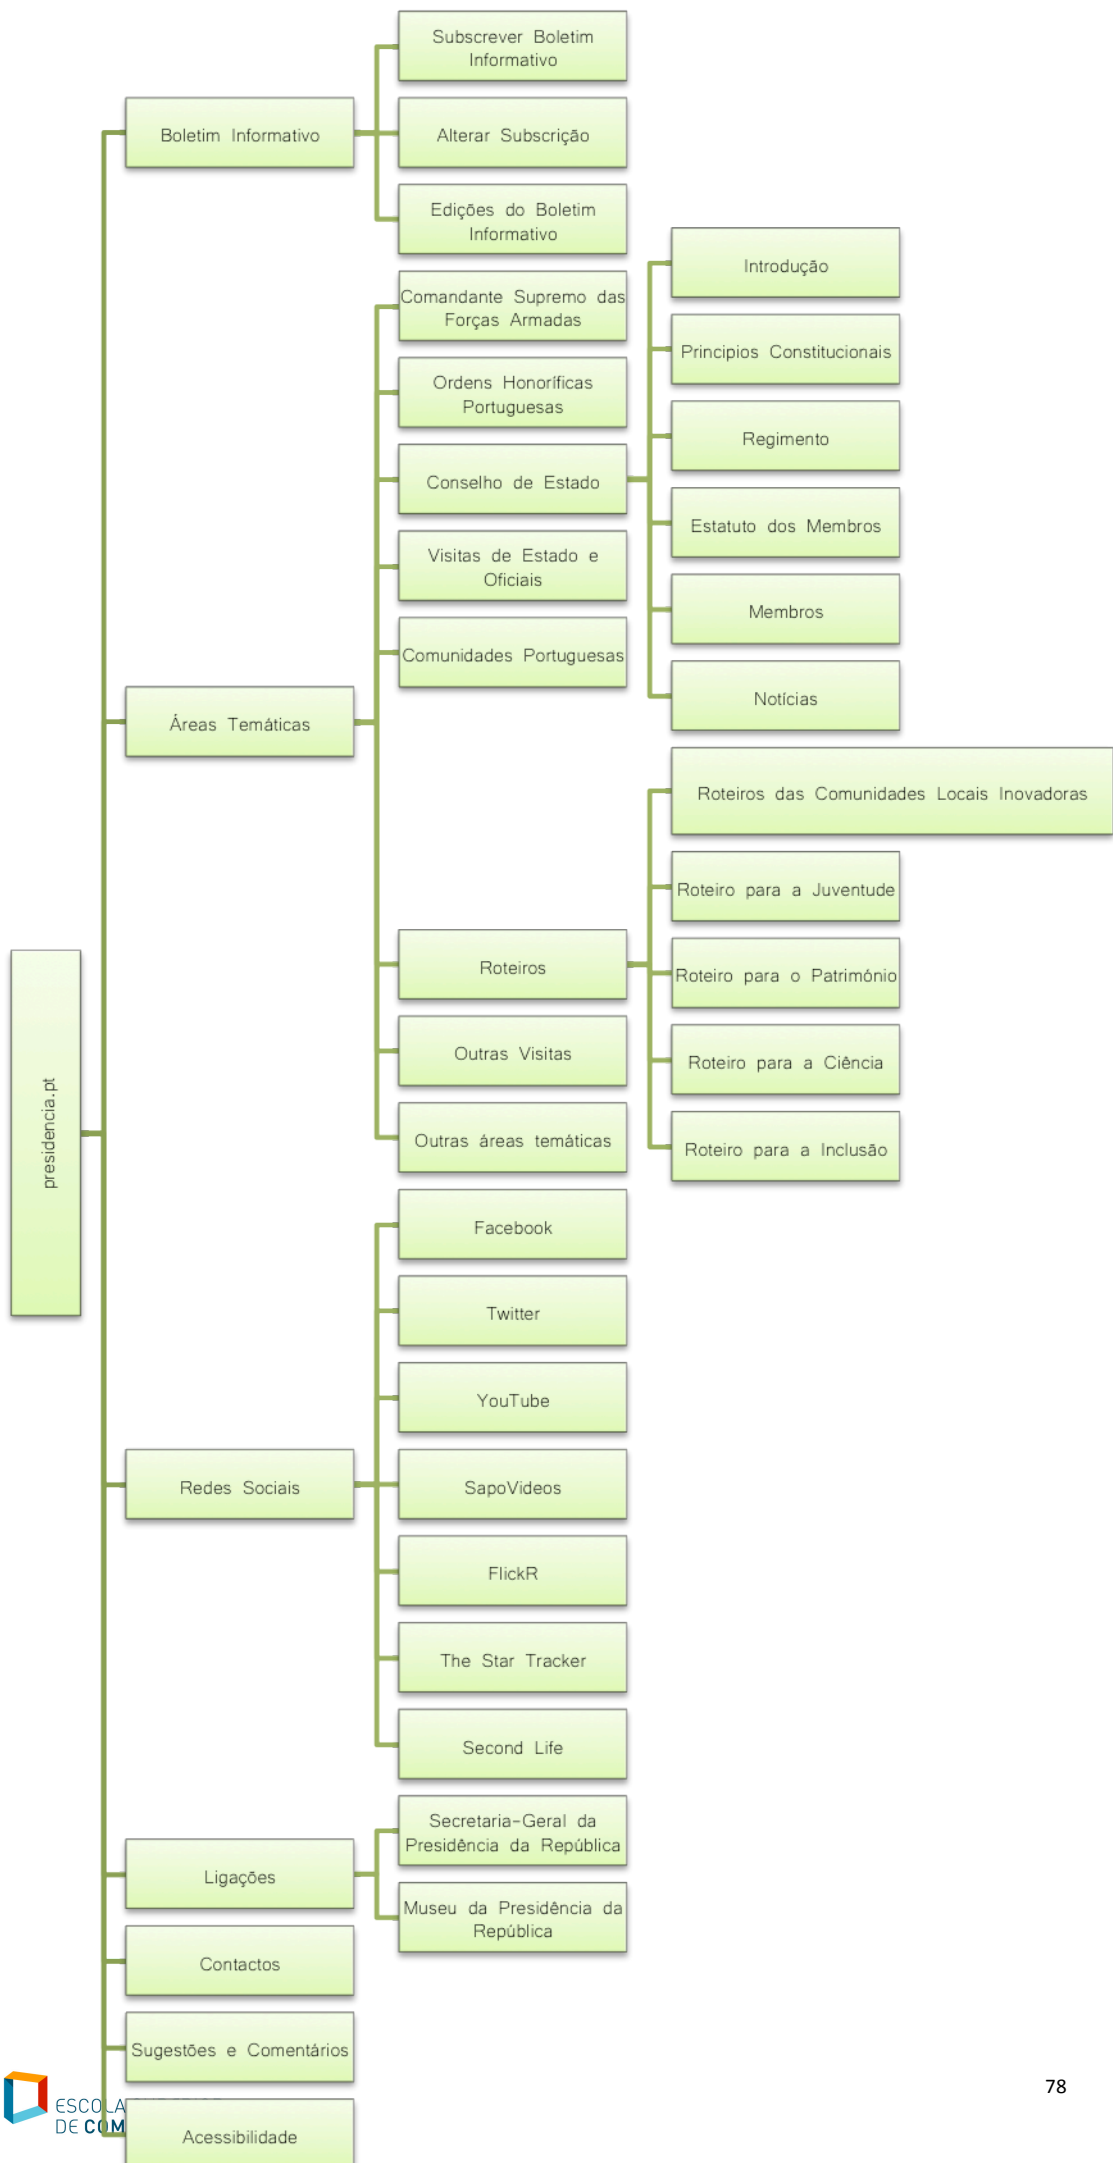 presidencia.pt
Boletim Informativo
Subscrever Boletim
Informativo
Alterar Subscrição
Edições do Boletim
Informativo
Áreas Temáticas
Comandante Supremo das
Forças Armadas
Ordens Honoríficas
Portuguesas
Conselho de Estado
Introdução
Principios Constitucionais
Regimento
Estatuto dos Membros
Membros
Notícias
Visitas de Estado e
Oficiais
Comunidades Portuguesas
Roteiros
Roteiros das Comunidades Locais Inovadoras
Roteiro para a Juventude
Roteiro para o Património
Roteiro para a Ciência
Roteiro para a Inclusão
Outras Visitas
Outras áreas temáticas
Redes Sociais
Facebook
Twitter
YouTube
SapoVideos
FlickR
The Star Tracker
Second Life
Ligações
Secretaria-Geral da
Presidência da República
Museu da Presidência da
República
Contactos
Sugestões e Comentários
Acessibilidade
ESCOLA
DE COM
78